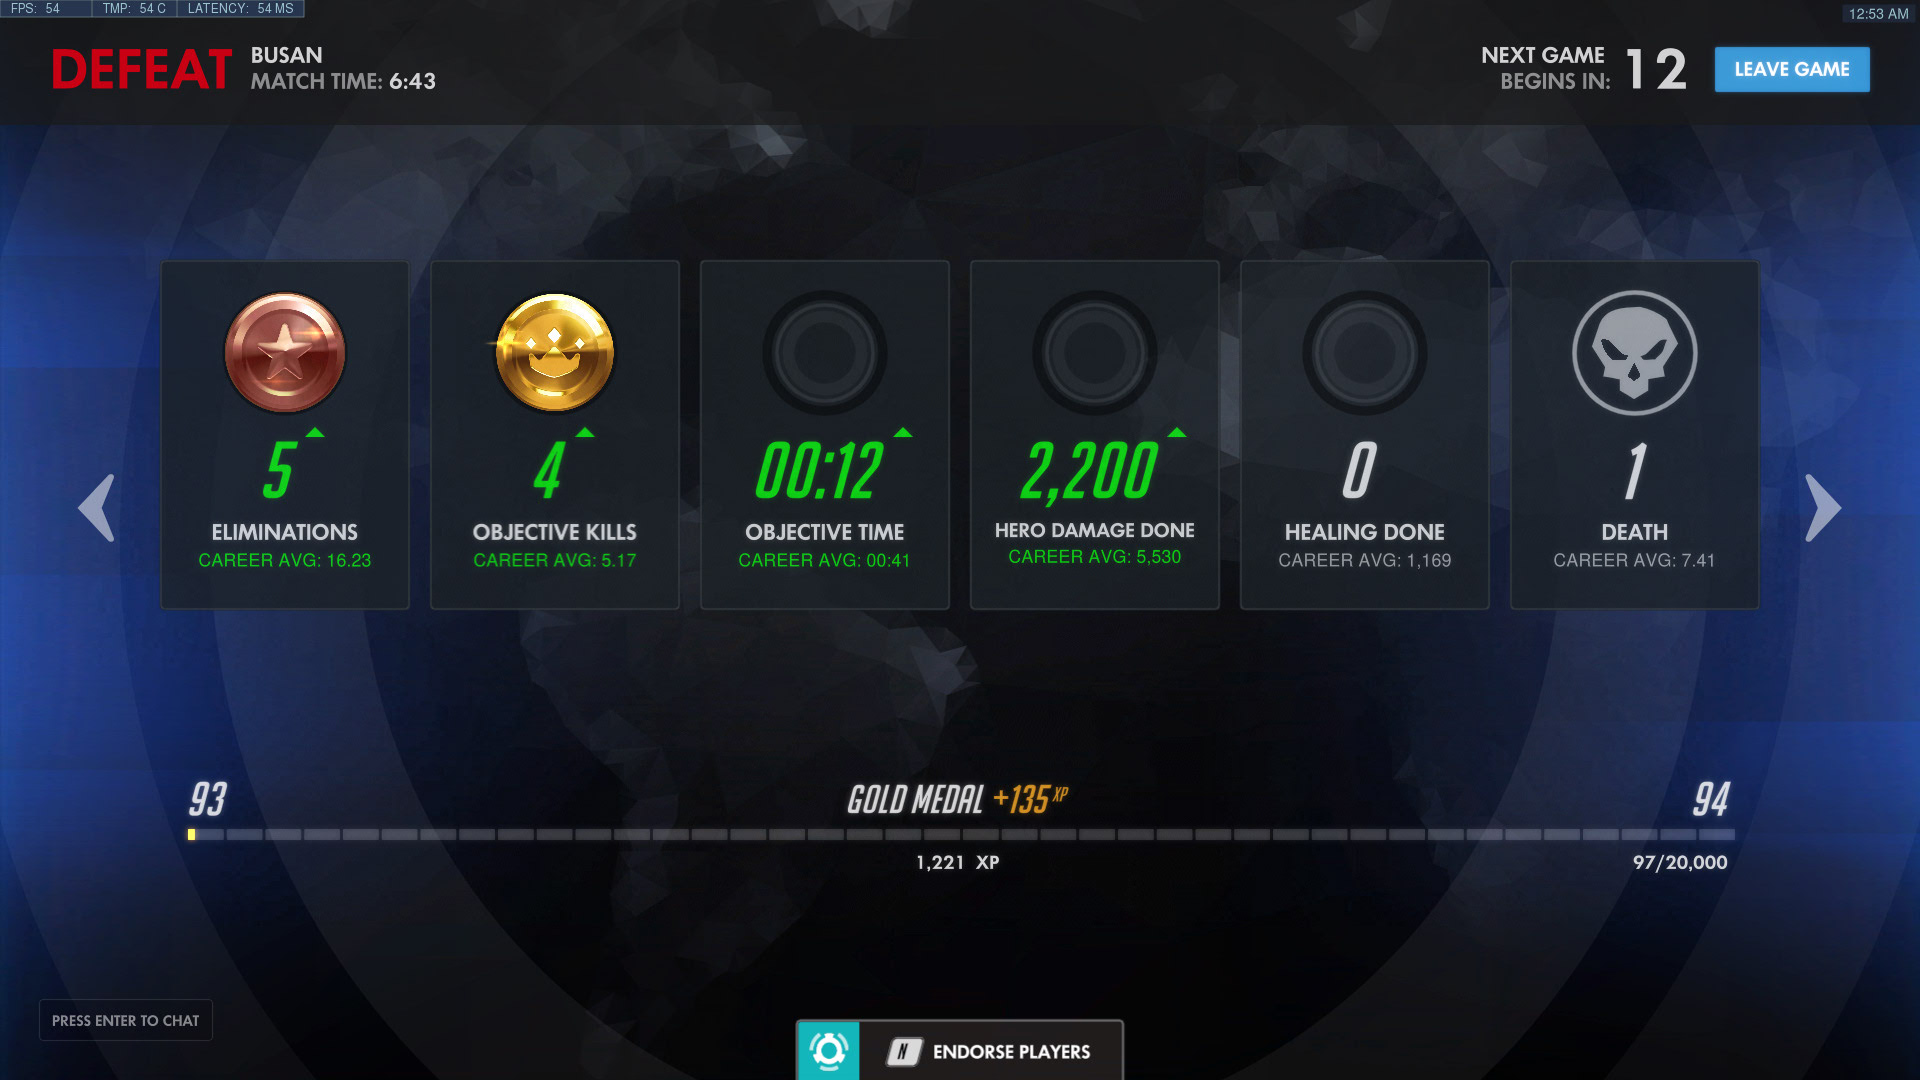 FPS: 54 TMP: 54 C LATENCY: 54 MS
12:53 AM
DEFEAT
BUSAN
MATCH TIME: 6:43
NEXT GAME
BEGINS IN:
12
LEAVE GAME
5
ELIMINATIONS
CAREER AVG: 16.23
4
OBJECTIVE KILLS
CAREER AVG: 5.17
00:12
OBJECTIVE TIME
CAREER AVG: 00:41
2,200
HERO DAMAGE DONE
CAREER AVG: 5,530
0
HEALING DONE
CAREER AVG: 1,169
1
DEATH
CAREER AVG: 7.41
93
GOLD MEDAL +135 XP
94
1,221 XP
97/20,000
PRESS ENTER TO CHAT
N ENDORSE PLAYERS